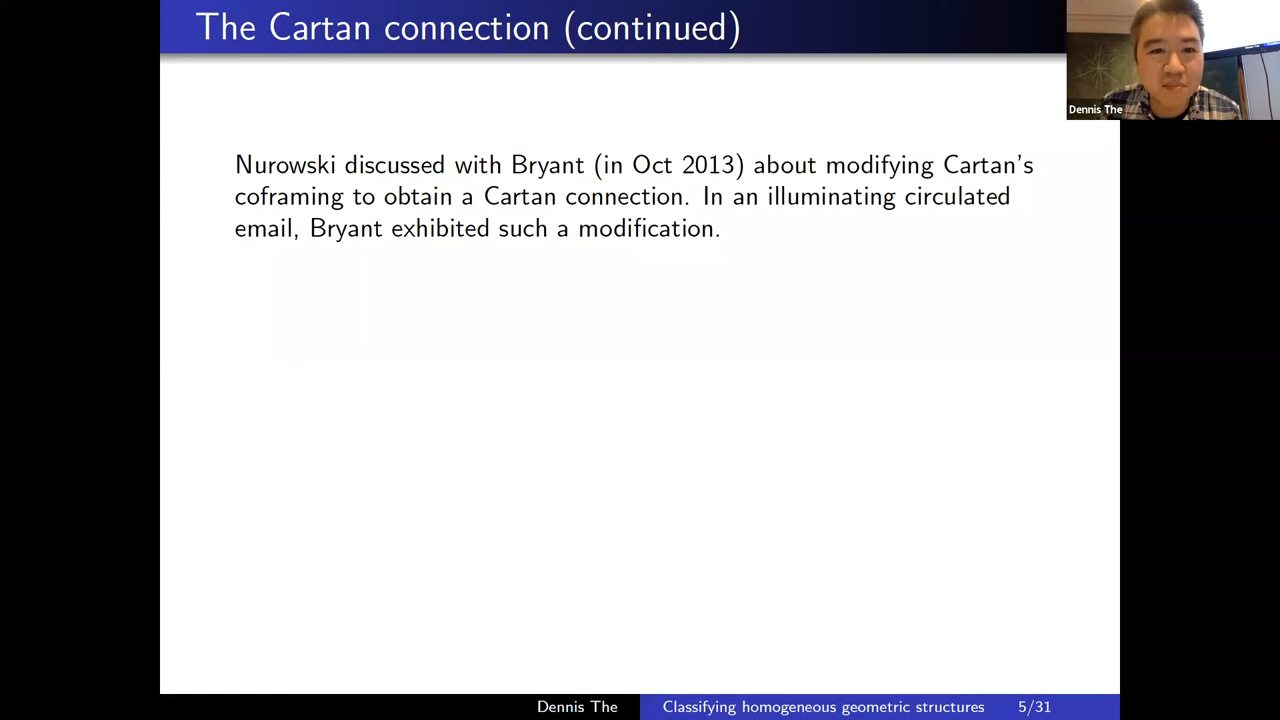 The Cartan connection (continued)
Dennis The
Nurowski discussed with Bryant (in Oct 2013) about modifying Cartan's
coframing to obtain a Cartan connection. In an illuminating circulated
email, Bryant exhibited such a modification.
Dennis The
Classifying homogeneous geometric structures
5/31